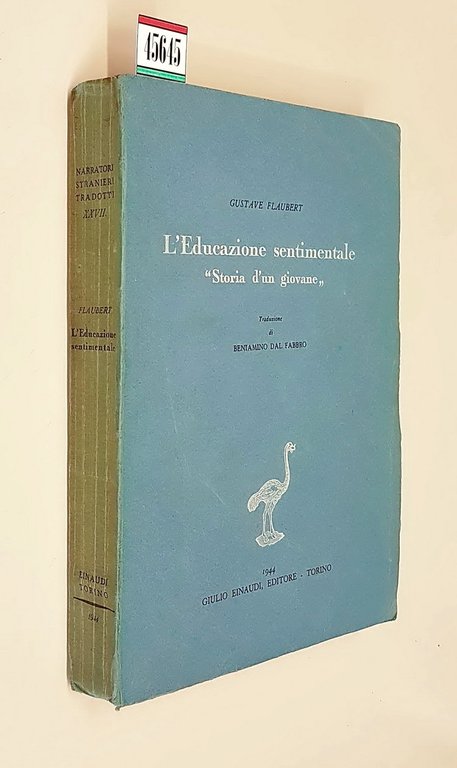 45645
NARRATORI
STRANIERI
TRADOTTI
XXVII
FLAUBERT
L'Educazione
sentimentale
EINAUDI
TORINO
1944
GUSTAVE FLAUBERT
L'Educazione sentimentale
“Storia d'un giovane„
Traduzione
di
BENIAMINO DAL FABBRO
1944
GIULIO EINAUDI, EDITORE - TORINO